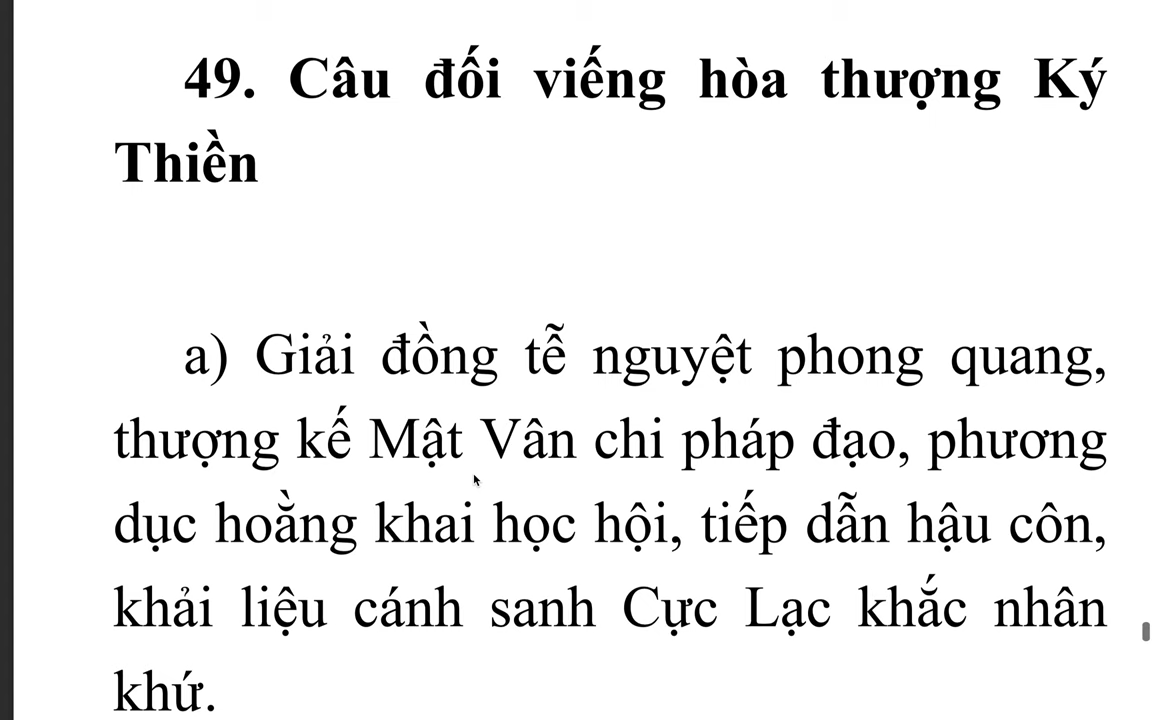 49. Câu đối viếng hòa thượng Ký
Thiền
a) Giải đồng tễ nguyệt phong quang,
thượng kế Mật Vân chi pháp đạo, phương
dục hoằng khai học hội, tiếp dẫn hậu côn,
khải liệu cánh sanh Cực Lạc khắc nhân
khứ.